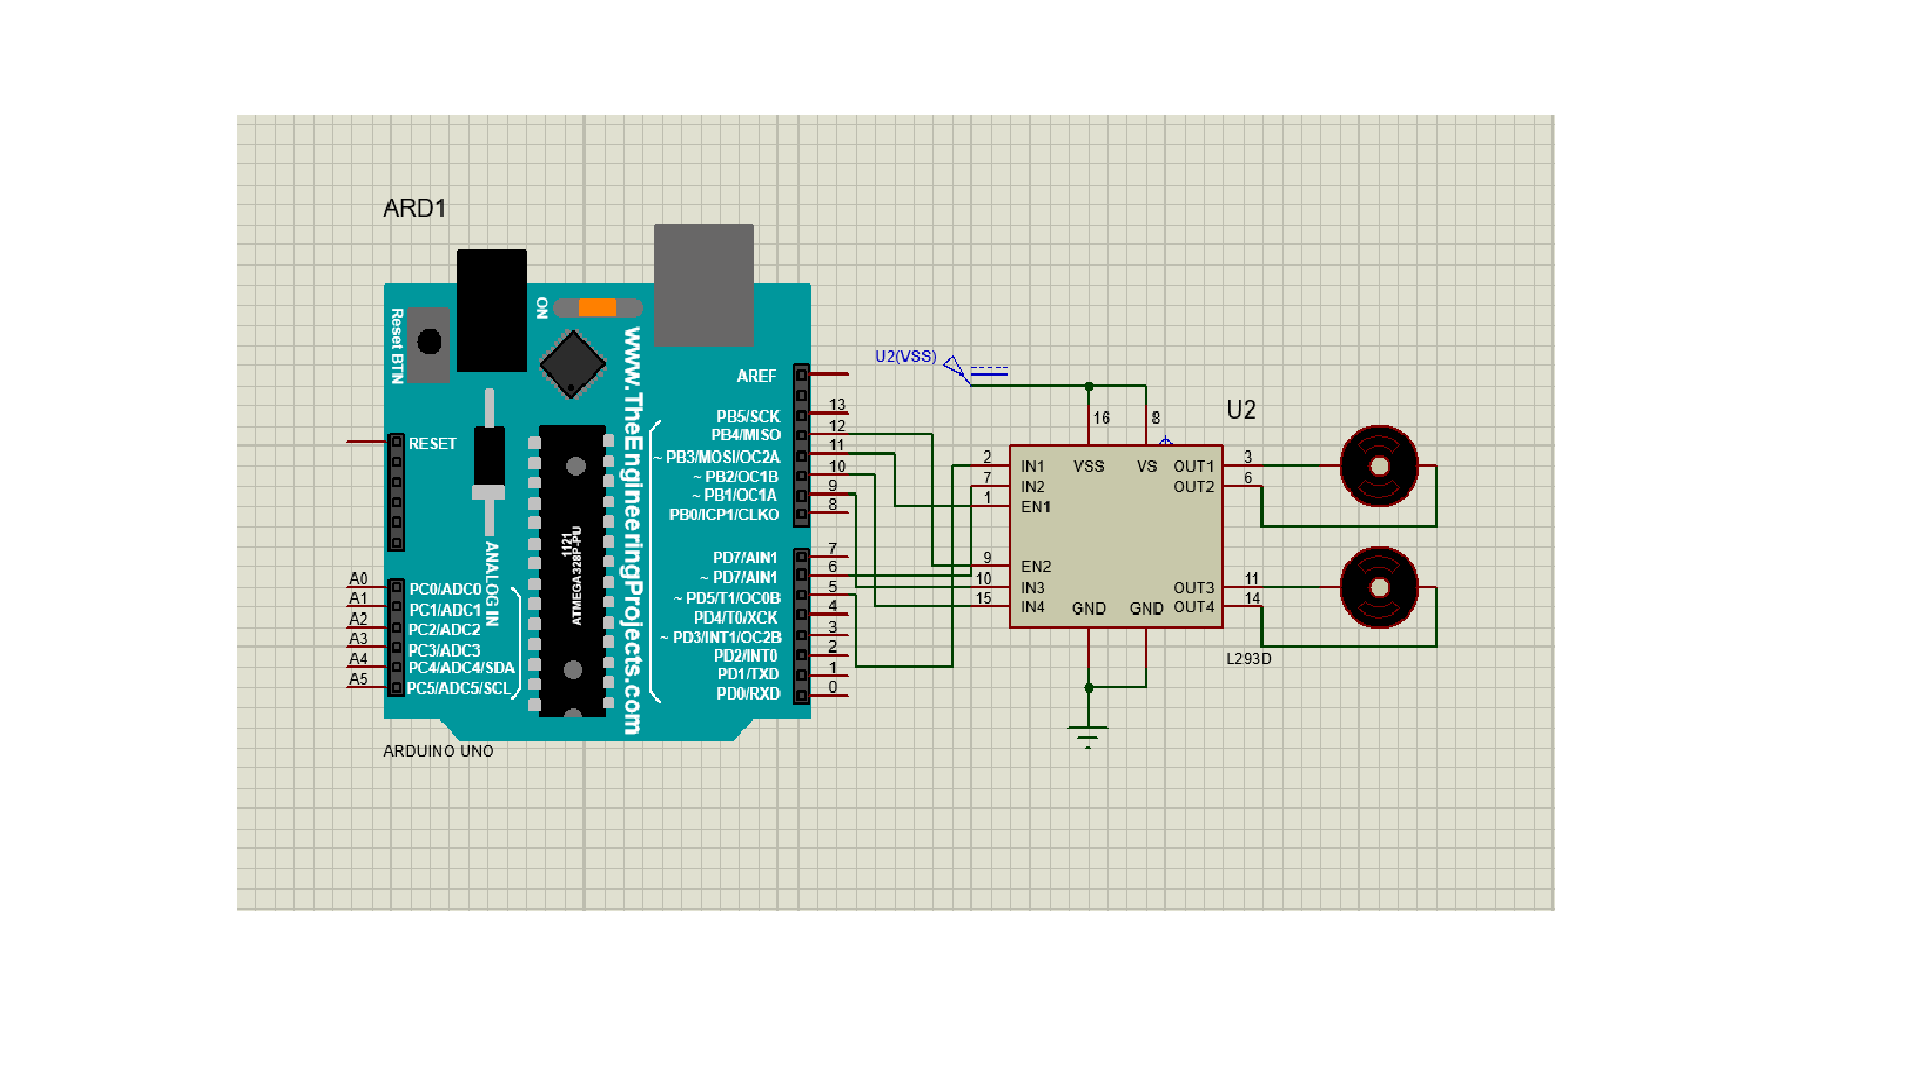 ARD1
ON
Reset BTN
www.TheEngineeringProjects.com
AREF
RESET
13
PB5/SCK
12
PB4/MISO
11
~ PB3/MOSI/OC2A
10
~ PB2/OC1B
9
~ PB1/OC1A
8
PB0/ICP1/CLKO
7
PD7/AIN1
6
~ PD7/AIN1
5
~ PD5/T1/OC0B
4
PD4/T0/XCK
3
~ PD3/INT1/OC2B
2
PD2/INT0
1
PD1/TXD
0
PD0/RXD
ANALOG IN
1121
ATMEGA328P-PU
A0 PC0/ADC0
A1 PC1/ADC1
A2 PC2/ADC2
A3 PC3/ADC3
A4 PC4/ADC4/SDA
A5 PC5/ADC5/SCL
ARDUINO UNO
U2(VSS)
16 8
U2
2 IN1 VSS VS OUT1 3
7 IN2 OUT2 6
1 EN1
9 EN2
10 IN3 OUT3 11
15 IN4 GND GND OUT4 14
L293D